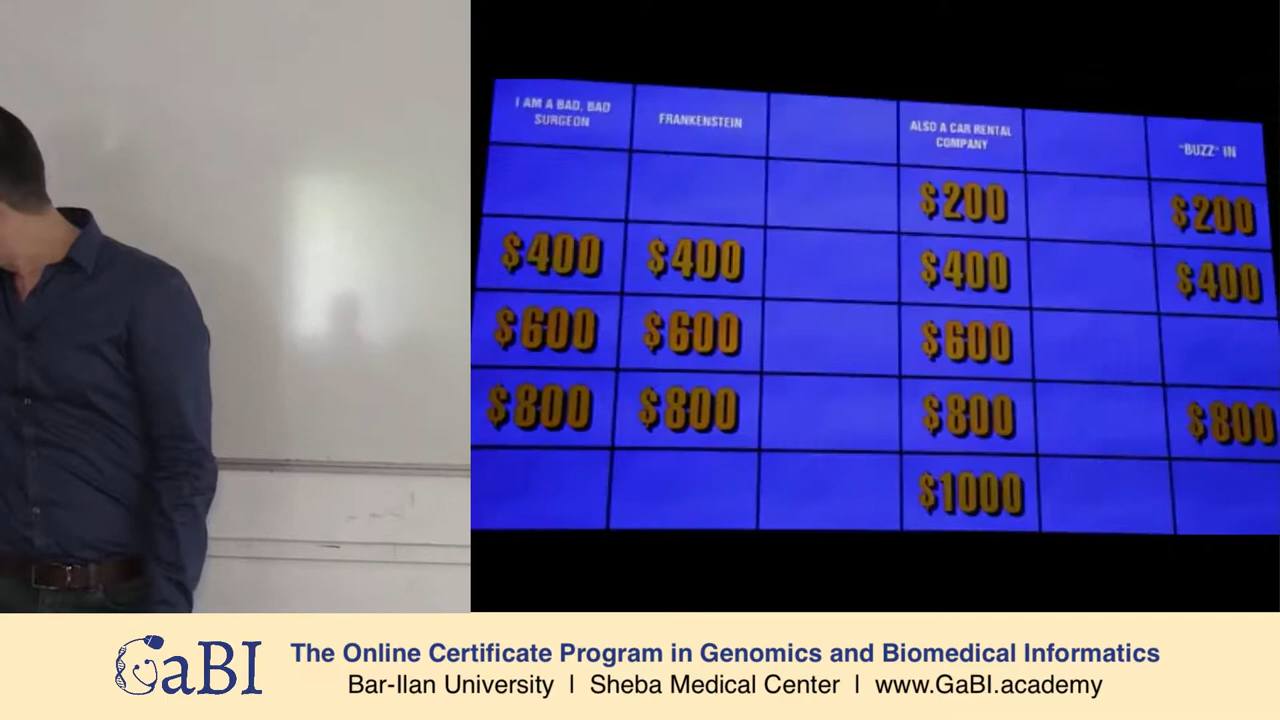 I AM A BAD, BAD
SURGEON
FRANKENSTEIN
ALSO A CAR RENTAL
COMPANY
"BUZZ" IN
$200
$200
$400
$400
$400
$400
$600
$600
$600
$800
$800
$800
$800
$1000
GaBI
The Online Certificate Program in Genomics and Biomedical Informatics
Bar-Ilan University | Sheba Medical Center | www.GaBI.academy